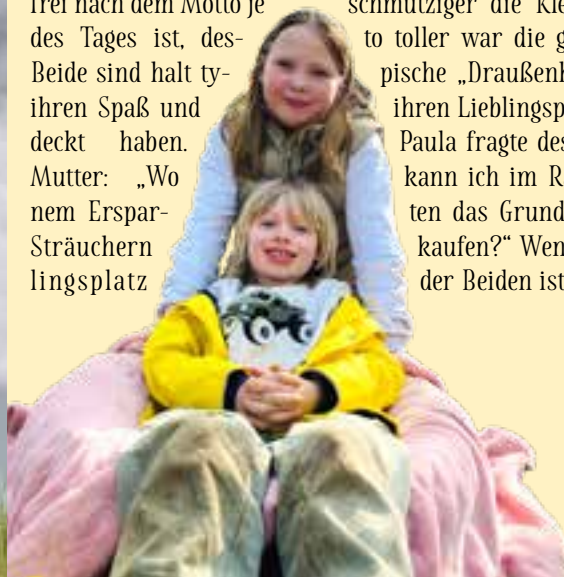 frei nach dem Motto je schmutziger die Kle
des Tages ist, des- to toller war die g
Beide sind halt ty- pische „Draußen
ihren Spaß und ihren Lieblingsp
deckt haben. Paula fragte des
Mutter: „Wo kann ich im R
nem Erspar- ten das Grund
Sträuchern kaufen?“ Wen
lingsplatz der Beiden ist